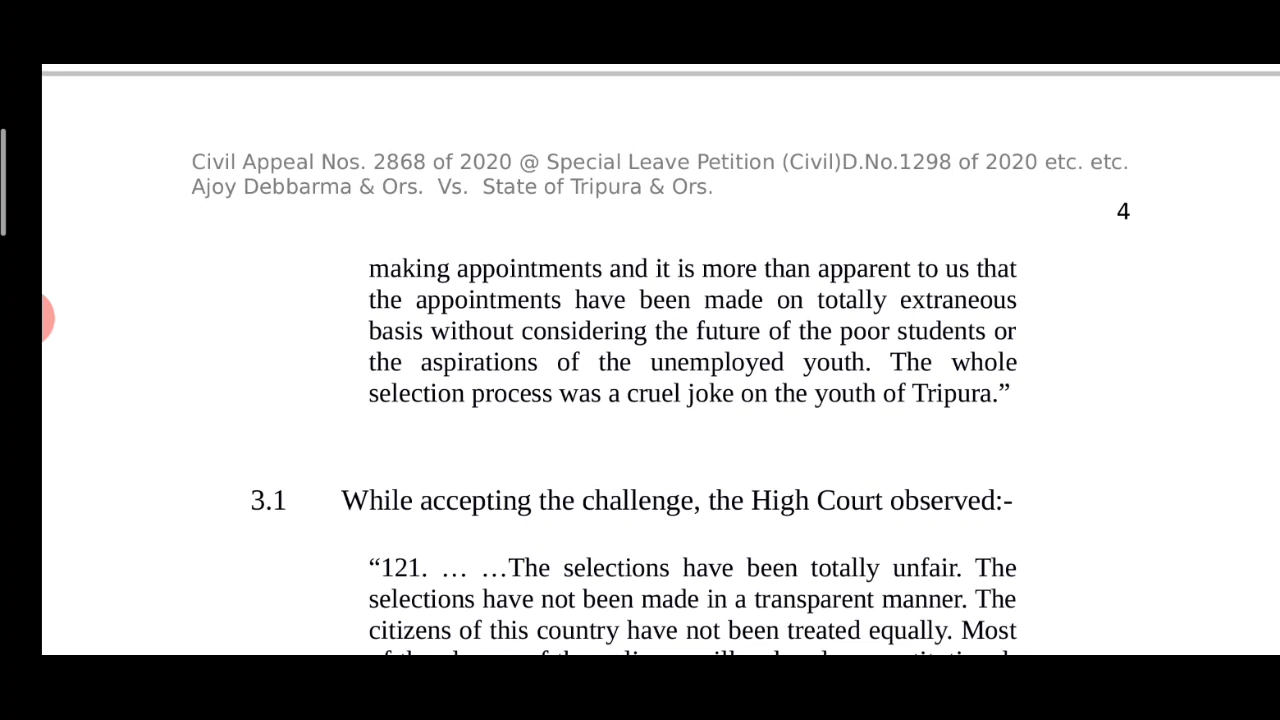 Civil Appeal Nos. 2868 of 2020 @ Special Leave Petition (Civil)D.No.1298 of 2020 etc. etc.
Ajoy Debbarma & Ors.  Vs.  State of Tripura & Ors.
4
making appointments and it is more than apparent to us that
the appointments have been made on totally extraneous
basis without considering the future of the poor students or
the aspirations of the unemployed youth. The whole
selection process was a cruel joke on the youth of Tripura.”
3.1 While accepting the challenge, the High Court observed:-
“121. … …The selections have been totally unfair. The
selections have not been made in a transparent manner. The
citizens of this country have not been treated equally. Most